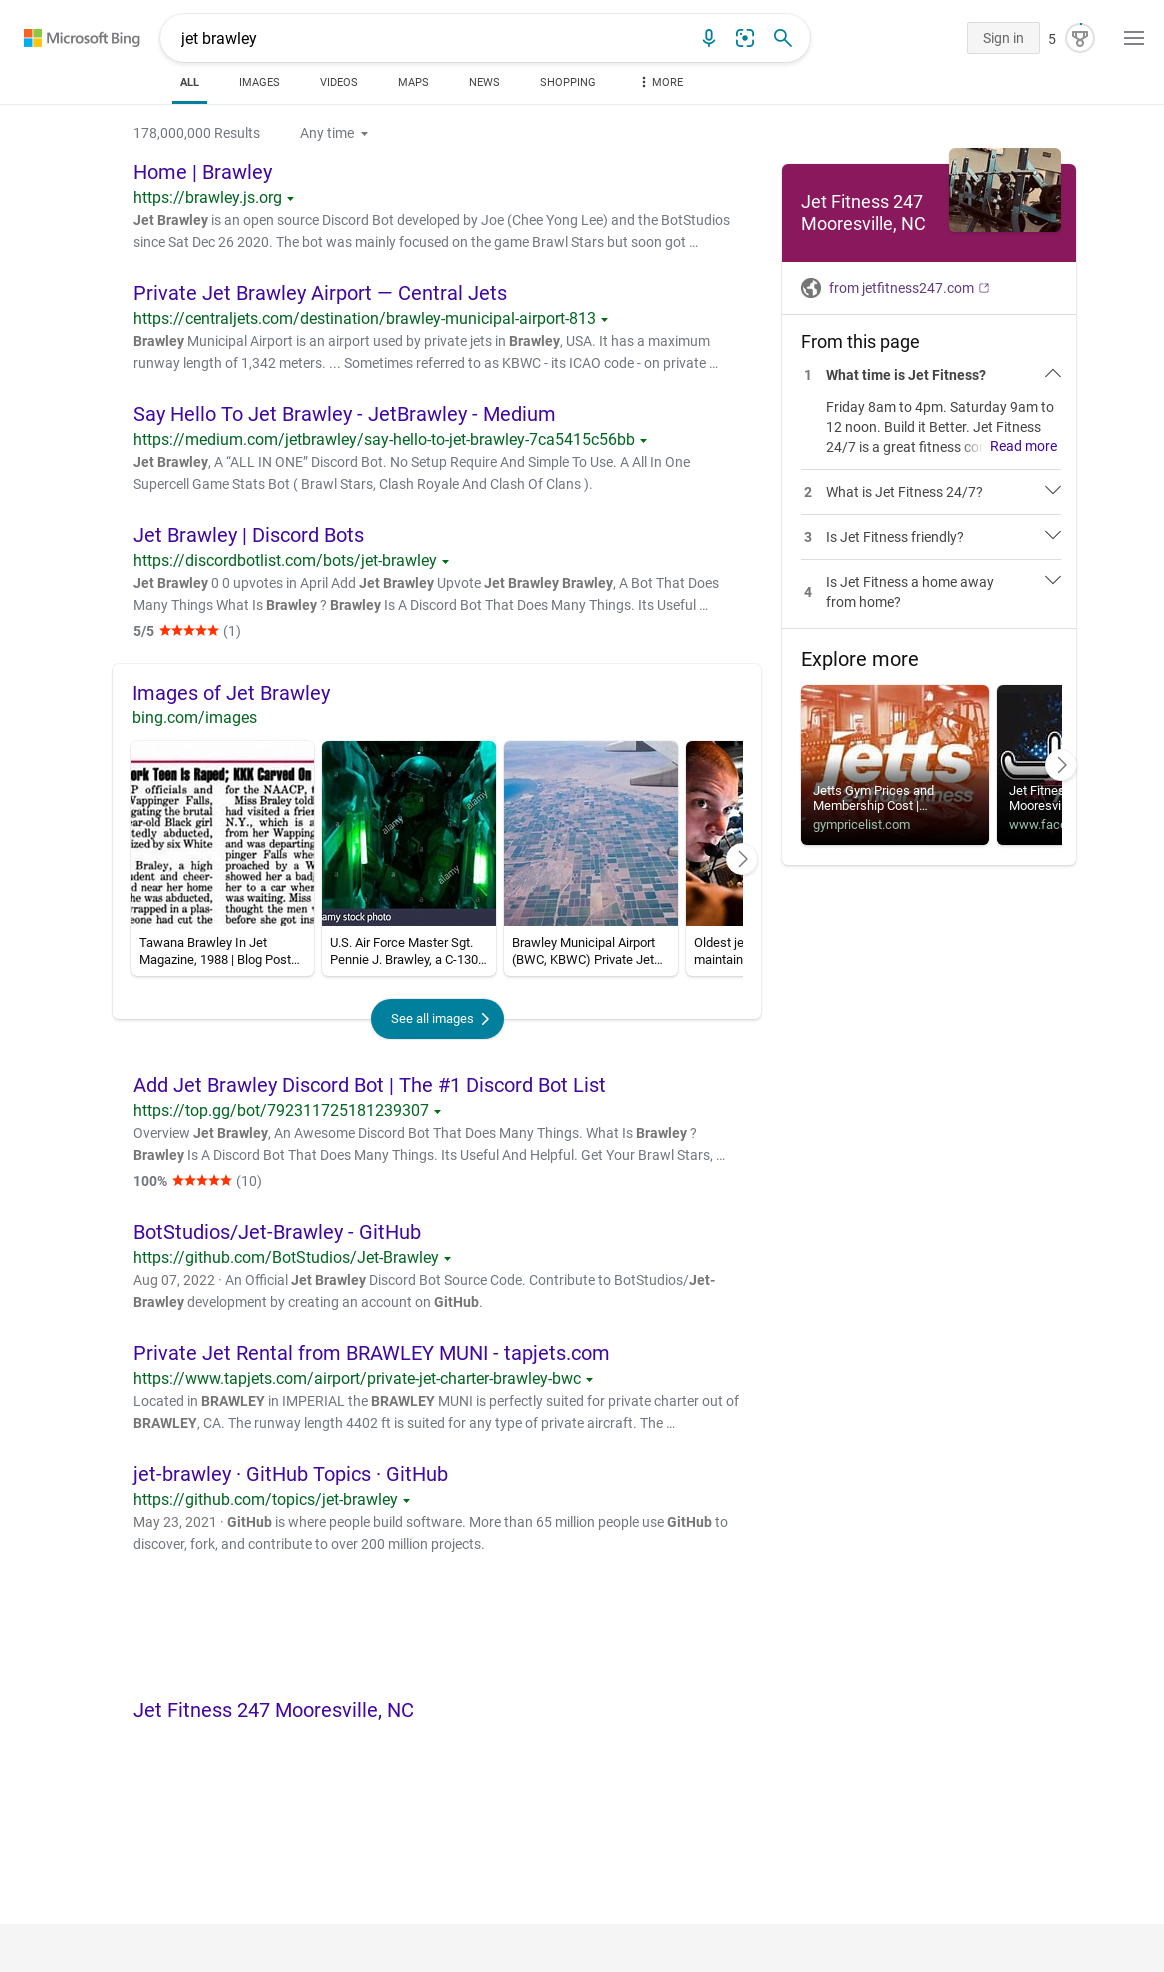 Microsoft Bing
jet brawley
Sign in
5
ALL
IMAGES
VIDEOS
MAPS
NEWS
SHOPPING
MORE
178,000,000 Results
Any time
Home | Brawley
https://brawley.js.org
Jet Brawley is an open source Discord Bot developed by Joe (Chee Yong Lee) and the BotStudios
since Sat Dec 26 2020. The bot was mainly focused on the game Brawl Stars but soon got ...
Private Jet Brawley Airport — Central Jets
https://centraljets.com/destination/brawley-municipal-airport-813
Brawley Municipal Airport is an airport used by private jets in Brawley, USA. It has a maximum
runway length of 1,342 meters. ... Sometimes referred to as KBWC - its ICAO code - on private ...
Say Hello To Jet Brawley - JetBrawley - Medium
https://medium.com/jetbrawley/say-hello-to-jet-brawley-7ca5415c56bb
Jet Brawley, A “ALL IN ONE” Discord Bot. No Setup Require And Simple To Use. A All In One
Supercell Game Stats Bot ( Brawl Stars, Clash Royale And Clash Of Clans ).
Jet Brawley | Discord Bots
https://discordbotlist.com/bots/jet-brawley
Jet Brawley 0 0 upvotes in April Add Jet Brawley Upvote Jet Brawley Brawley, A Bot That Does
Many Things What Is Brawley ? Brawley Is A Discord Bot That Does Many Things. Its Useful ...
5/5 (1)
Images of Jet Brawley
bing.com/images
ork Teen is Raped; KKK Carved On
P officials and
Wappinger Falls,
gating the brutal
ear-old Black girl
tedly abducted,
ized by six White
Braley, a high
dent and cheer-
d near her home
he was abducted,
rapped in a plas-
eone had cut the
for the NAACP, t
Miss Braley told
had visited a frie
N.Y., which is a
from her Wapping
and was departing
pinger Falls whe
proached by a W
showed her a bad
her to a car wher
was waiting. Miss
thought the men
before she got ins
alamy
alamy
alamy
amy stock photo
Tawana Brawley In Jet
Magazine, 1988 | Blog Post...
U.S. Air Force Master Sgt.
Pennie J. Brawley, a C-130...
Brawley Municipal Airport
(BWC, KBWC) Private Jet...
Oldest je
maintain
See all images
Add Jet Brawley Discord Bot | The #1 Discord Bot List
https://top.gg/bot/792311725181239307
Overview Jet Brawley, An Awesome Discord Bot That Does Many Things. What Is Brawley ?
Brawley Is A Discord Bot That Does Many Things. Its Useful And Helpful. Get Your Brawl Stars, ...
100% (10)
BotStudios/Jet-Brawley - GitHub
https://github.com/BotStudios/Jet-Brawley
Aug 07, 2022 · An Official Jet Brawley Discord Bot Source Code. Contribute to BotStudios/Jet-
Brawley development by creating an account on GitHub.
Private Jet Rental from BRAWLEY MUNI - tapjets.com
https://www.tapjets.com/airport/private-jet-charter-brawley-bwc
Located in BRAWLEY in IMPERIAL the BRAWLEY MUNI is perfectly suited for private charter out of
BRAWLEY, CA. The runway length 4402 ft is suited for any type of private aircraft. The ...
jet-brawley · GitHub Topics · GitHub
https://github.com/topics/jet-brawley
May 23, 2021 · GitHub is where people build software. More than 65 million people use GitHub to
discover, fork, and contribute to over 200 million projects.
Jet Fitness 247 Mooresville, NC
Jet Fitness 247
Mooresville, NC
from jetfitness247.com
From this page
1 What time is Jet Fitness?
Friday 8am to 4pm. Saturday 9am to
12 noon. Build it Better. Jet Fitness
24/7 is a great fitness co Read more
2 What is Jet Fitness 24/7?
3 Is Jet Fitness friendly?
4 Is Jet Fitness a home away
from home?
Explore more
jetts
Jetts Gym Prices and
Membership Cost |...
gympricelist.com
Jet Fitnes
Mooresvi
www.face